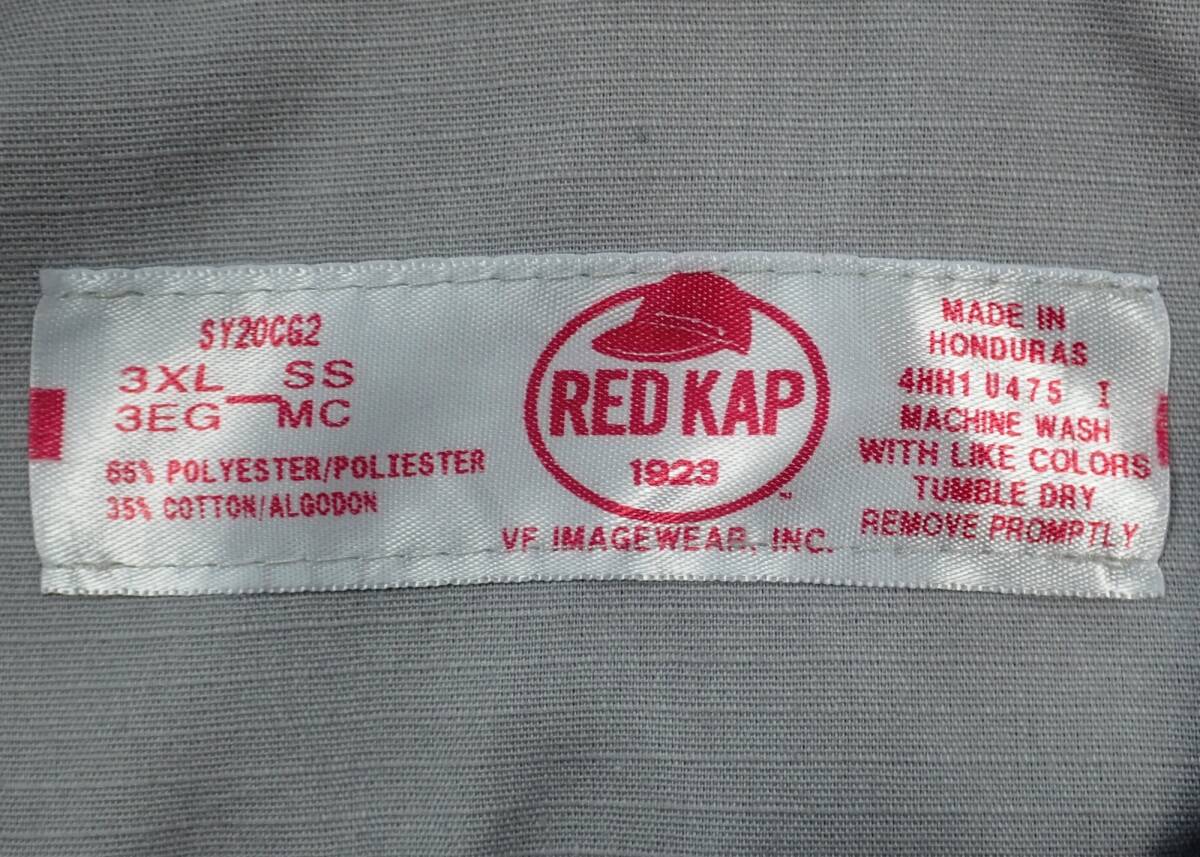 SY20CG2
3XL SS
3EG MC
65% POLYESTER/POLIESTER
35% COTTON/ALGODON
RED KAP
1923
™
VF IMAGEWEAR, INC.
MADE IN
HONDURAS
4HH1 U475 I
MACHINE WASH
WITH LIKE COLORS
TUMBLE DRY
REMOVE PROMPTLY